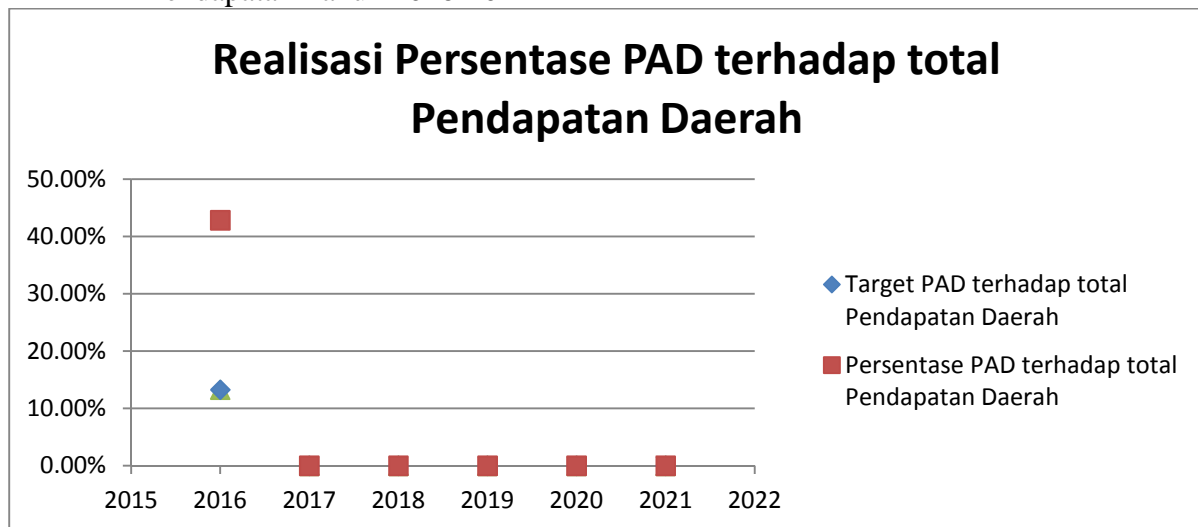 Realisasi Persentase PAD terhadap total
Pendapatan Daerah
50.00%
40.00%
30.00%
20.00%
10.00%
0.00%
2015 2016 2017 2018 2019 2020 2021 2022
Target PAD terhadap total
Pendapatan Daerah
Persentase PAD terhadap total
Pendapatan Daerah